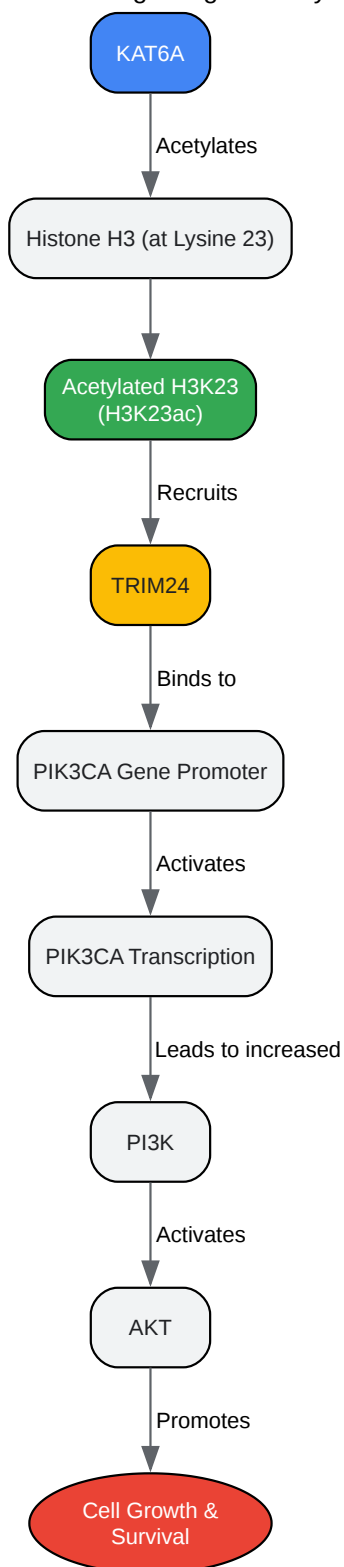 KAT6A
Acetylates
Histone H3 (at Lysine 23)
Acetylated H3K23
(H3K23ac)
Recruits
TRIM24
Binds to
PIK3CA Gene Promoter
Activates
PIK3CA Transcription
Leads to increased
PI3K
Activates
AKT
Promotes
Cell Growth &
Survival